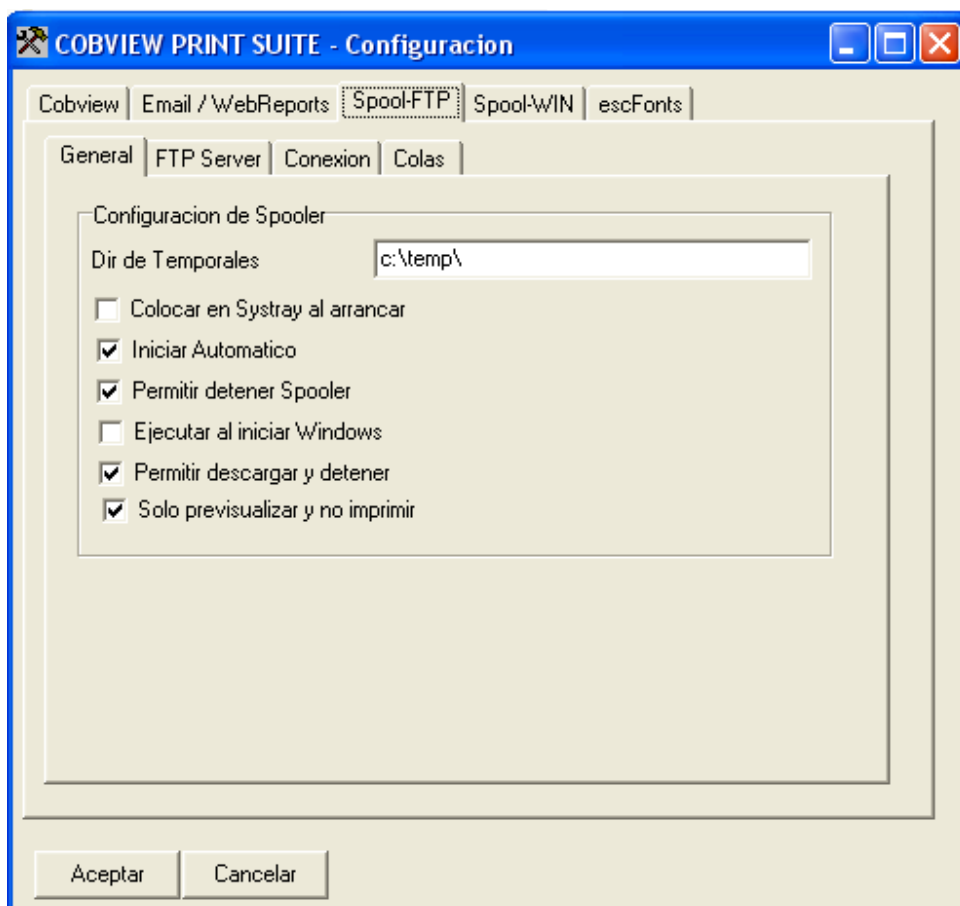 COBVIEW PRINT SUITE - Configuracion
Cobview Email / WebReports Spool-FTP Spool-WIN escFonts
General FTP Server Conexion Colas
Configuracion de Spooler
Dir de Temporales c:\temp\
Colocar en Systray al arrancar
Iniciar Automatico
Permitir detener Spooler
Ejecutar al iniciar Windows
Permitir descargar y detener
Solo previsualizar y no imprimir
Aceptar Cancelar